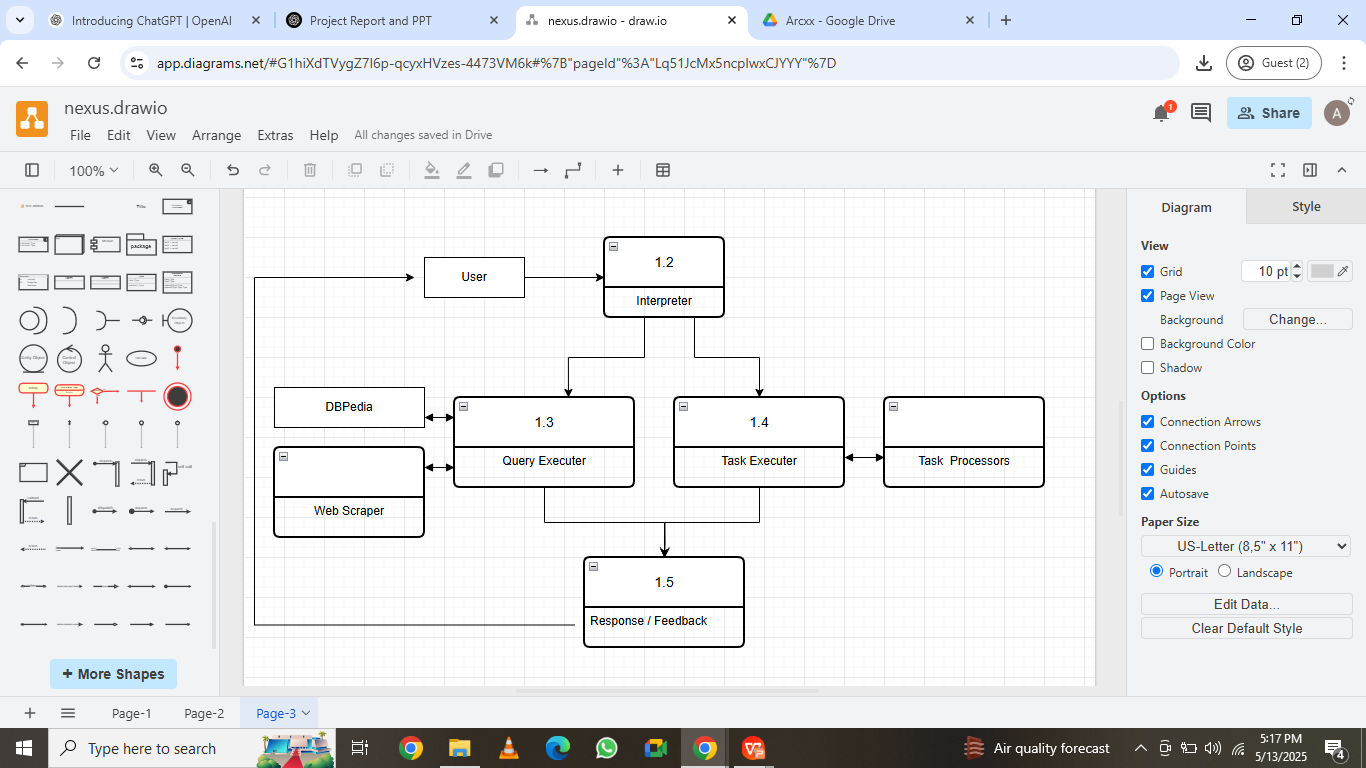 Introducing ChatGPT | OpenAI
Project Report and PPT
nexus.drawio - draw.io
Arcxx - Google Drive
app.diagrams.net/#G1hiXdTVygZ7l6p-qcyxHVzes-4473VM6k#%7B"pageId"%3A"Lq51JcMx5ncplwxCJYYY"%7D
Guest (2)
nexus.drawio
File Edit View Arrange Extras Help All changes saved in Drive
1
Share
A
100%
Title
package
User
1.2
Interpreter
DBPedia
1.3
Query Executer
1.4
Task Executer
Task  Processors
Web Scraper
1.5
Response / Feedback
Diagram
Style
View
Grid
10 pt
Page View
Background
Change...
Background Color
Shadow
Options
Connection Arrows
Connection Points
Guides
Autosave
Paper Size
US-Letter (8,5" x 11")
Portrait
Landscape
Edit Data...
Clear Default Style
+ More Shapes
Page-1
Page-2
Page-3
Type here to search
Air quality forecast
5:17 PM
5/13/2025
4